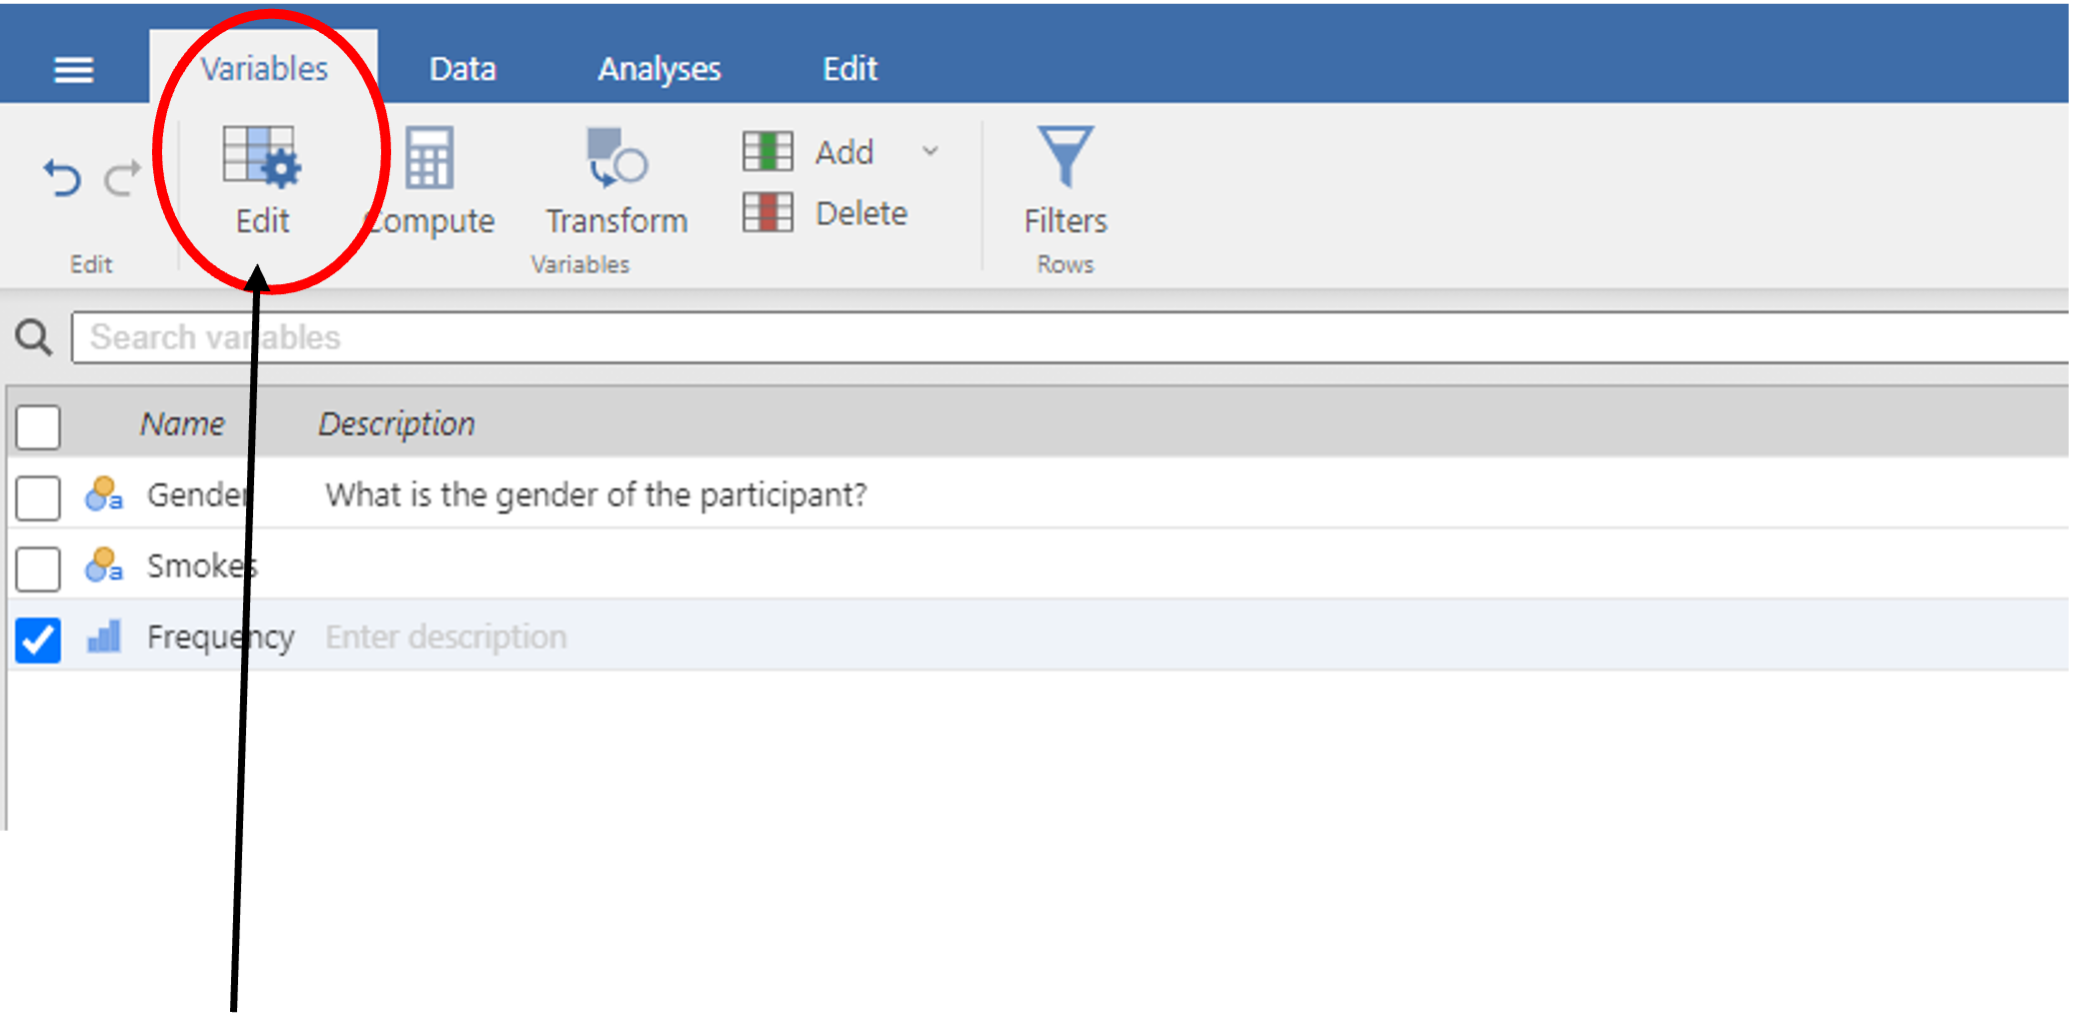 Variables Data Analyses Edit
Edit Compute Transform Add Delete Filters
Edit Variables Rows
Search variables
Name Description
Gender What is the gender of the participant?
Smokes
Frequency Enter description